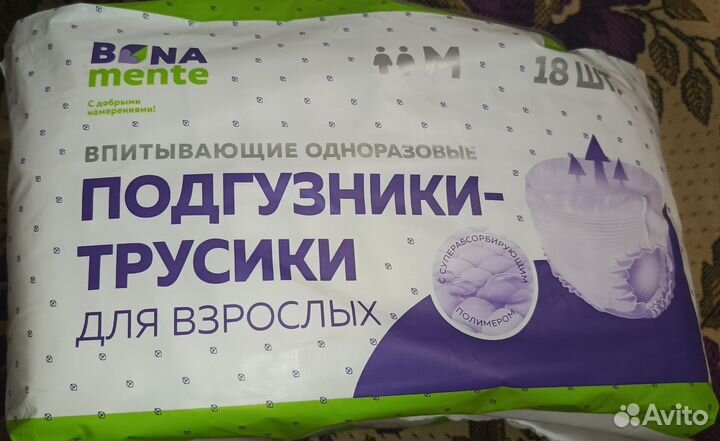 BONA
mente
С добрыми
намерениями!
M
18 ШТ.
ВПИТЫВАЮЩИЕ ОДНОРАЗОВЫЕ
ПОДГУЗНИКИ-
ТРУСИКИ
ДЛЯ ВЗРОСЛЫХ
С СУПЕРАБСОРБИРУЮЩИМ
ПОЛИМЕРОМ
Avito